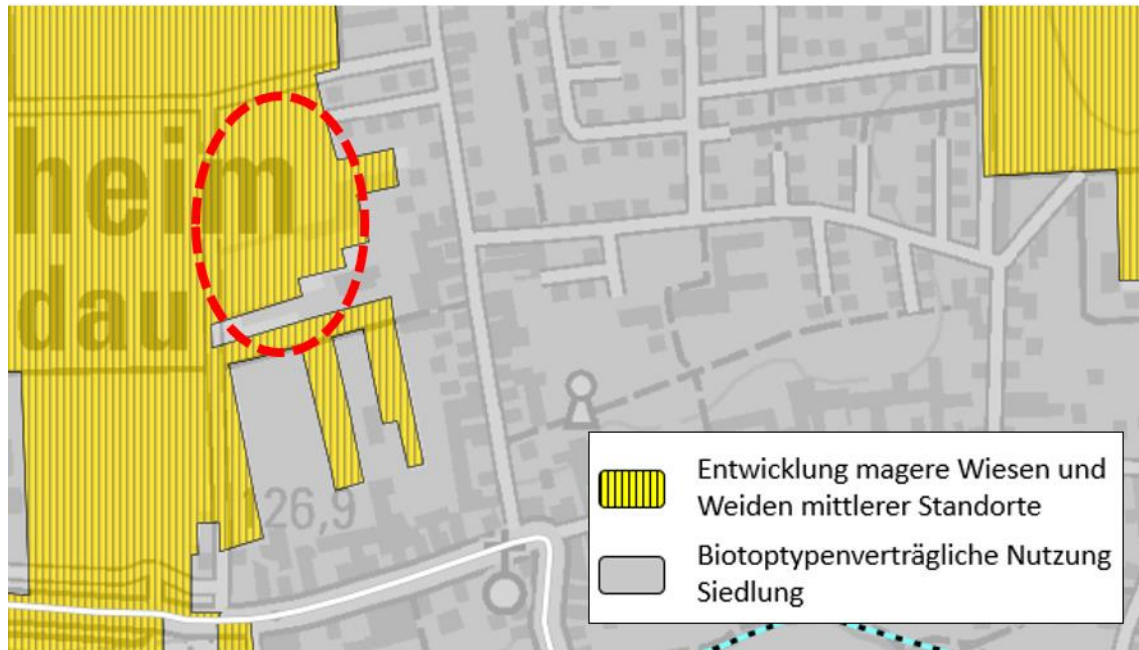 heim
dau
126,9
Entwicklung magere Wiesen und
Weiden mittlerer Standorte
Biotoptypenverträgliche Nutzung
Siedlung